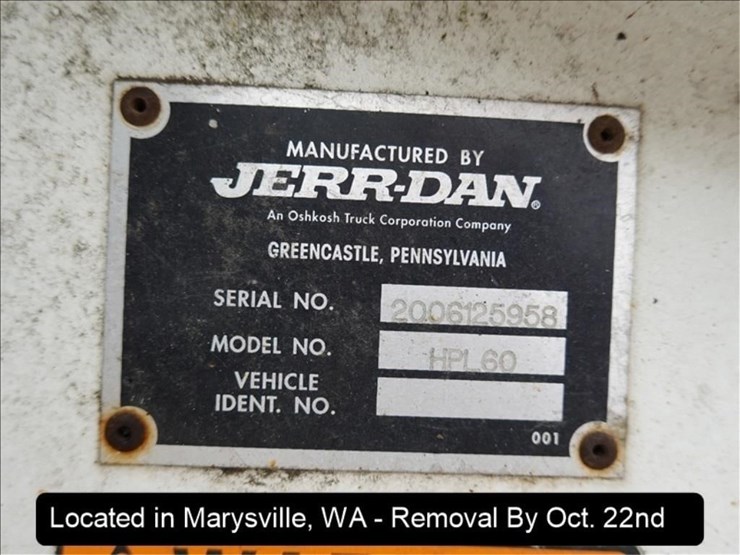 MANUFACTURED BY
JERR-DAN®
An Oshkosh Truck Corporation Company
GREENCASTLE, PENNSYLVANIA
SERIAL NO. 2006125958
MODEL NO. HPL60
VEHICLE
IDENT. NO.
001
Located in Marysville, WA - Removal By Oct. 22nd